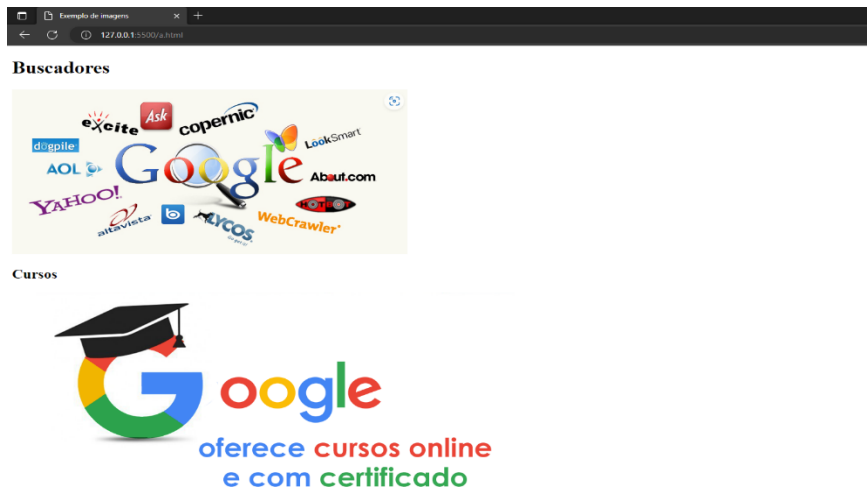 Exemplo de imagens
127.0.0.1:5500/a.html
Buscadores
excite
Ask
copernic
LookSmart
dogpile
Google
AOL
About.com
YAHOO!
HOTBOT
altavista
b
LYCOS
WebCrawler
Cursos
Google
oferece cursos online
e com certificado